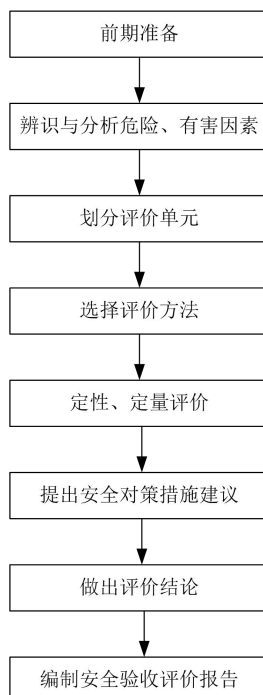 前期准备
辨识与分析危险、有害因素
划分评价单元
选择评价方法
定性、定量评价
提出安全对策措施建议
做出评价结论
编制安全验收评价报告